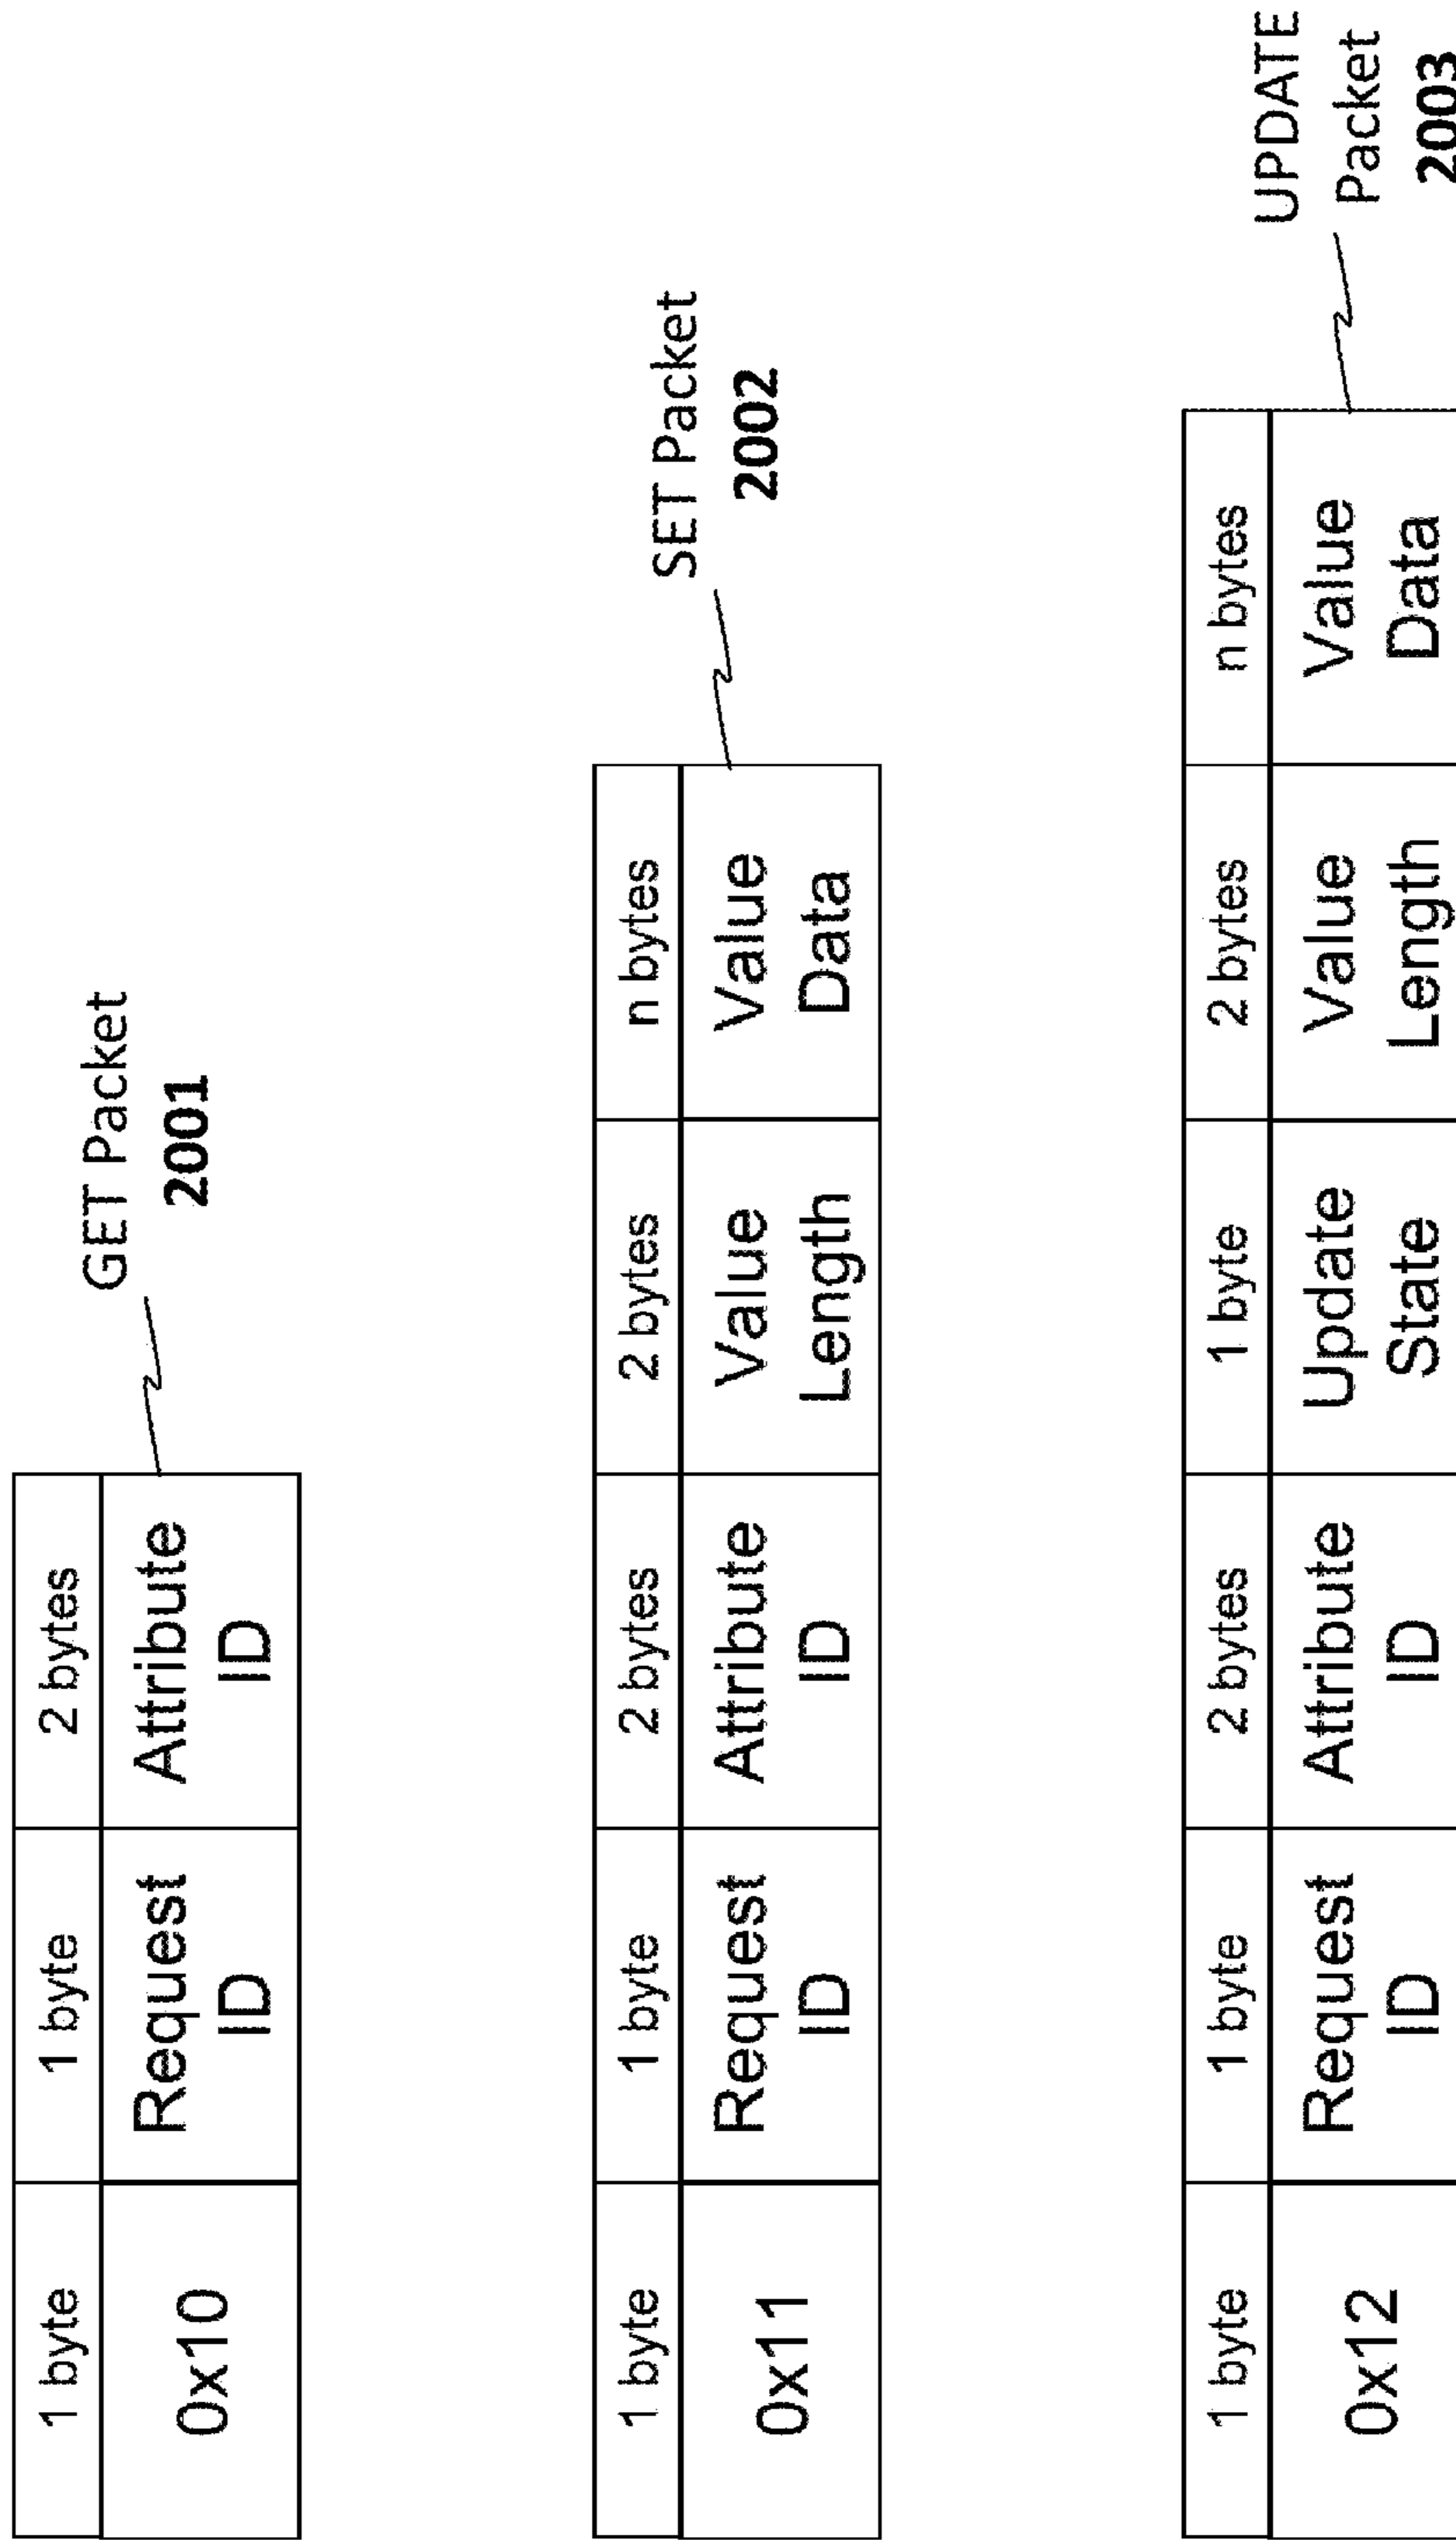 1 byte 1 byte 2 bytes
0x10 Request Attribute
ID ID
GET Packet
2001
1 byte 1 byte 2 bytes 2 bytes n bytes
0x11 Request Attribute Value Value
ID ID Length Data
SET Packet
2002
1 byte 1 byte 2 bytes 1 byte 2 bytes n bytes
0x12 Request Attribute Update Value Value
ID ID State Length Data
UPDATE
Packet
2003